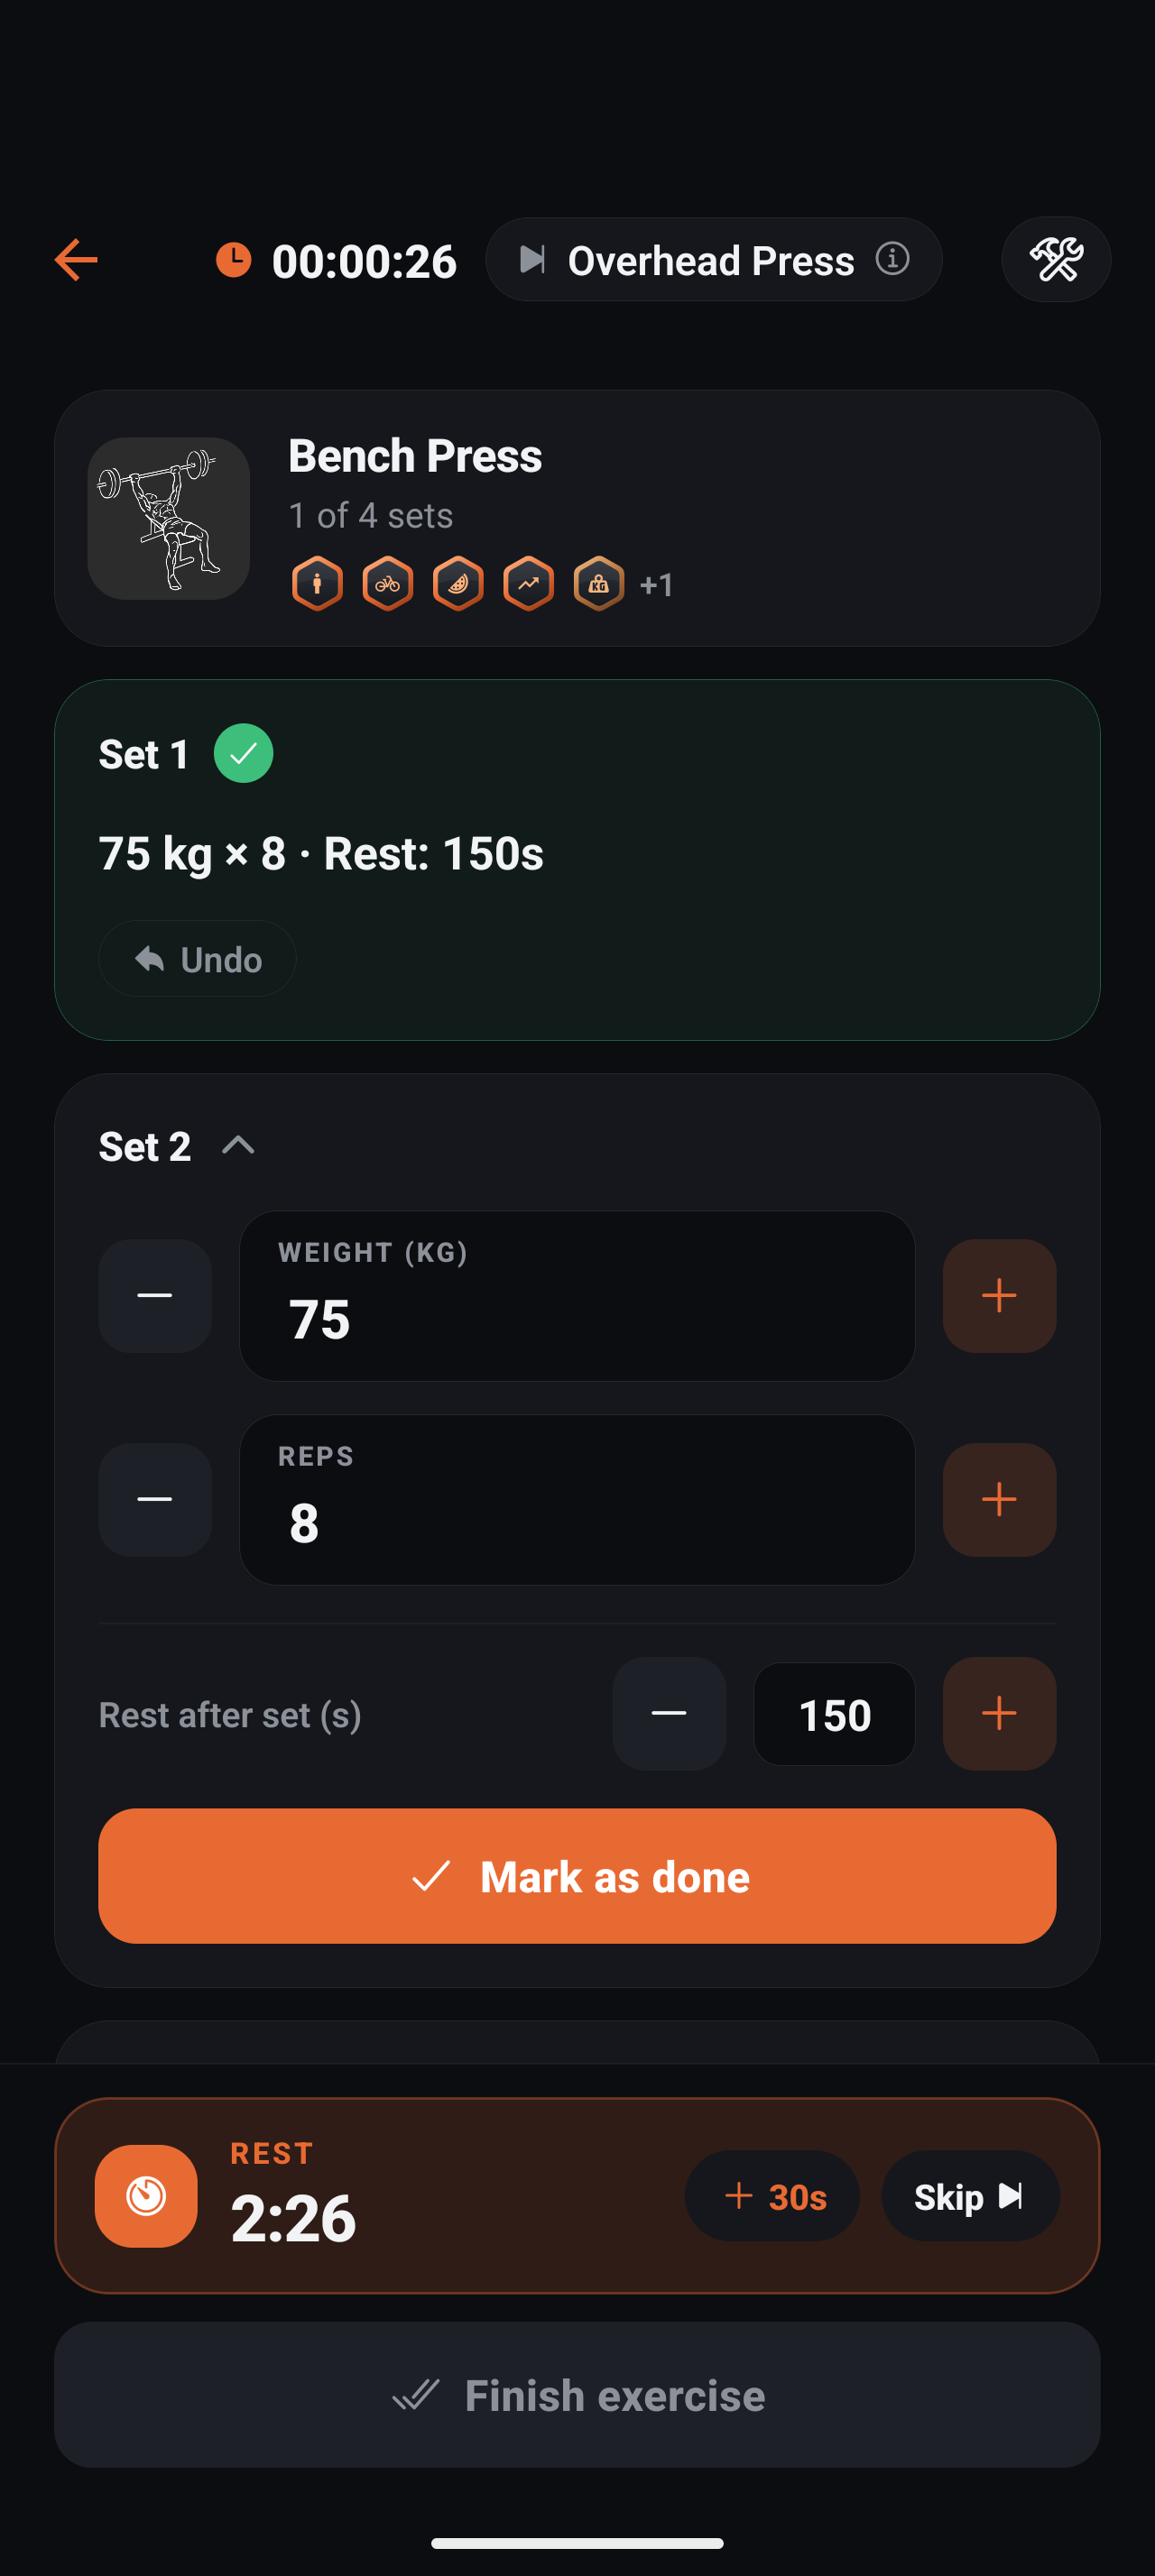 00:00:26
Overhead Press
Bench Press
1 of 4 sets
KG
+1
Set 1
75 kg × 8 · Rest: 150s
Undo
Set 2
WEIGHT (KG)
75
REPS
8
Rest after set (s)
150
Mark as done
REST
2:26
30s
Skip
Finish exercise